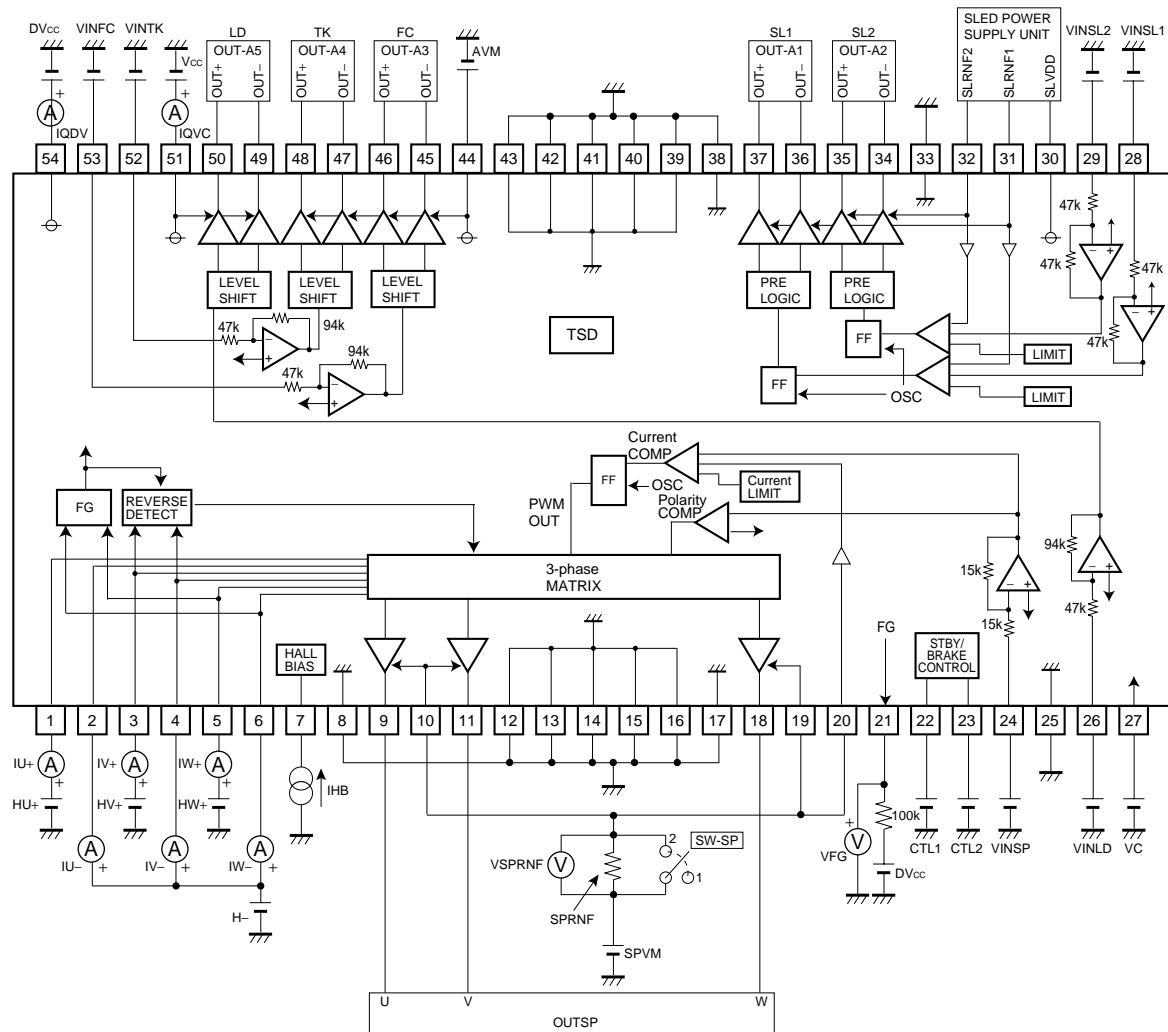 LD TK FC SL1 SL2 SLED POWER SUPPLY UNIT
DVCC VINFC VINTK VCC OUT-A5 OUT-A4 OUT-A3 AVM OUT-A1 OUT-A2 VINSL2 VINSL1
OUT+ OUT− OUT+ OUT− OUT+ OUT− OUT+ OUT− OUT+ OUT− SLRNF2 SLRNF1 SLVDD
A + IQDV A + IQVC
54 53 52 51 50 49 48 47 46 45 44 43 42 41 40 39 38 37 36 35 34 33 32 31 30 29 28
47k
− +
47k 47k
− +
47k
LEVEL SHIFT LEVEL SHIFT LEVEL SHIFT PRE LOGIC PRE LOGIC
47k 94k
− +
47k 94k
− +
TSD
FF
LIMIT
FF
OSC
LIMIT
Current COMP
FF
OSC
Current LIMIT
PWM OUT
Polarity COMP
FG
REVERSE DETECT
3-phase MATRIX
15k
− +
15k
94k
− +
47k
HALL BIAS
FG
STBY/ BRAKE CONTROL
1 2 3 4 5 6 7 8 9 10 11 12 13 14 15 16 17 18 19 20 21 22 23 24 25 26 27
IU+ A + IV+ A + IW+ A +
HU+ HV+ HW+
IHB
IU− A + IV− A + IW− A +
H−
VSPRNF V
2 SW-SP
1
SPRNF
SPVM
+ V
VFG
100k
DVCC
CTL1 CTL2 VINSP VINLD VC
U V W
OUTSP